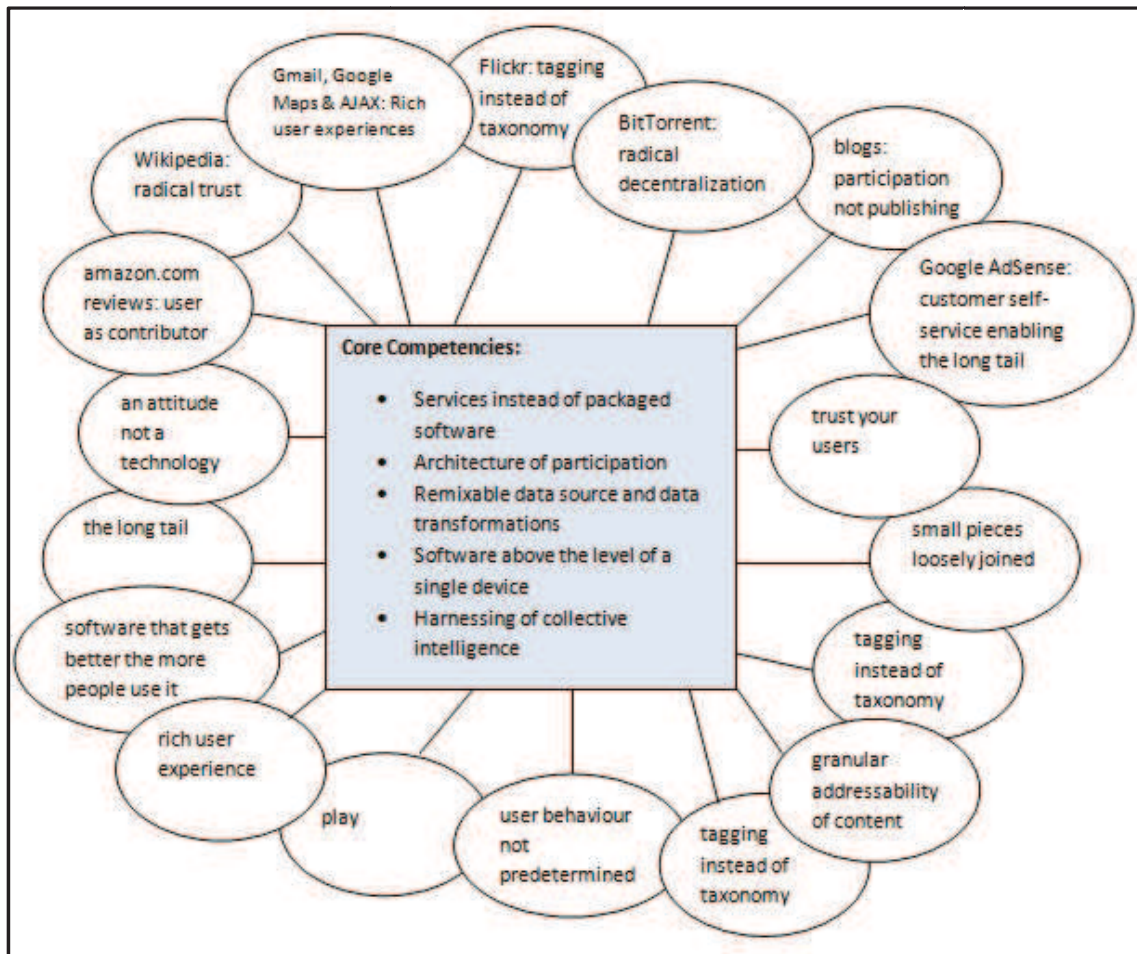 Gmail, Google
Maps & AJAX: Rich
user experiences
Flickr: tagging
instead of
taxonomy
BitTorrent:
radical
decentralization
blogs:
participation
not publishing
Wikipedia:
radical trust
Google AdSense:
customer self-
service enabling
the long tail
amazon.com
reviews: user
as contributor
Core Competencies:
• Services instead of packaged
software
• Architecture of participation
• Remixable data source and data
transformations
• Software above the level of a
single device
• Harnessing of collective
intelligence
an attitude
not a
technology
trust your
users
the long tail
small pieces
loosely joined
software that gets
better the more
people use it
tagging
instead of
taxonomy
rich user
experience
granular
addressability
of content
play
user behaviour
not
predetermined
tagging
instead of
taxonomy